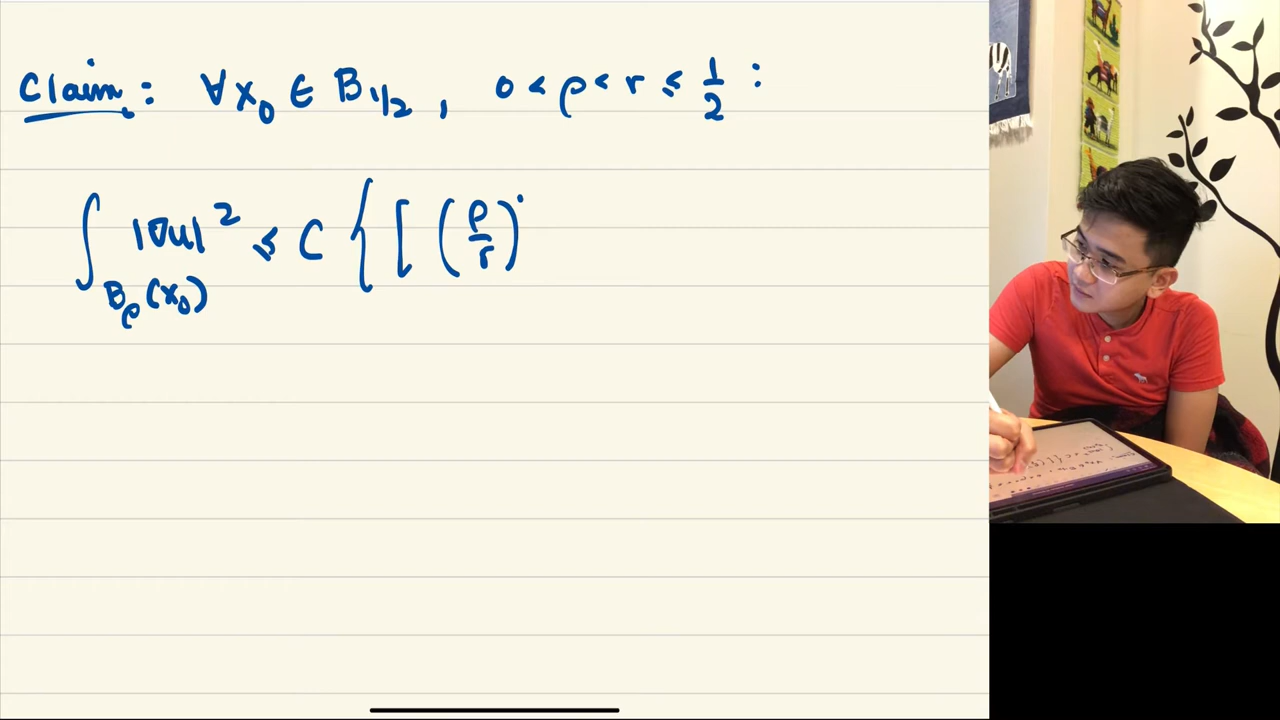 Claim: ∀x₀ ∈ B₁/₂, 0 < ρ < r ≤ 1/2 :
∫_{B_ρ(x₀)} |∇u|² ≤ C { [ (ρ/r)